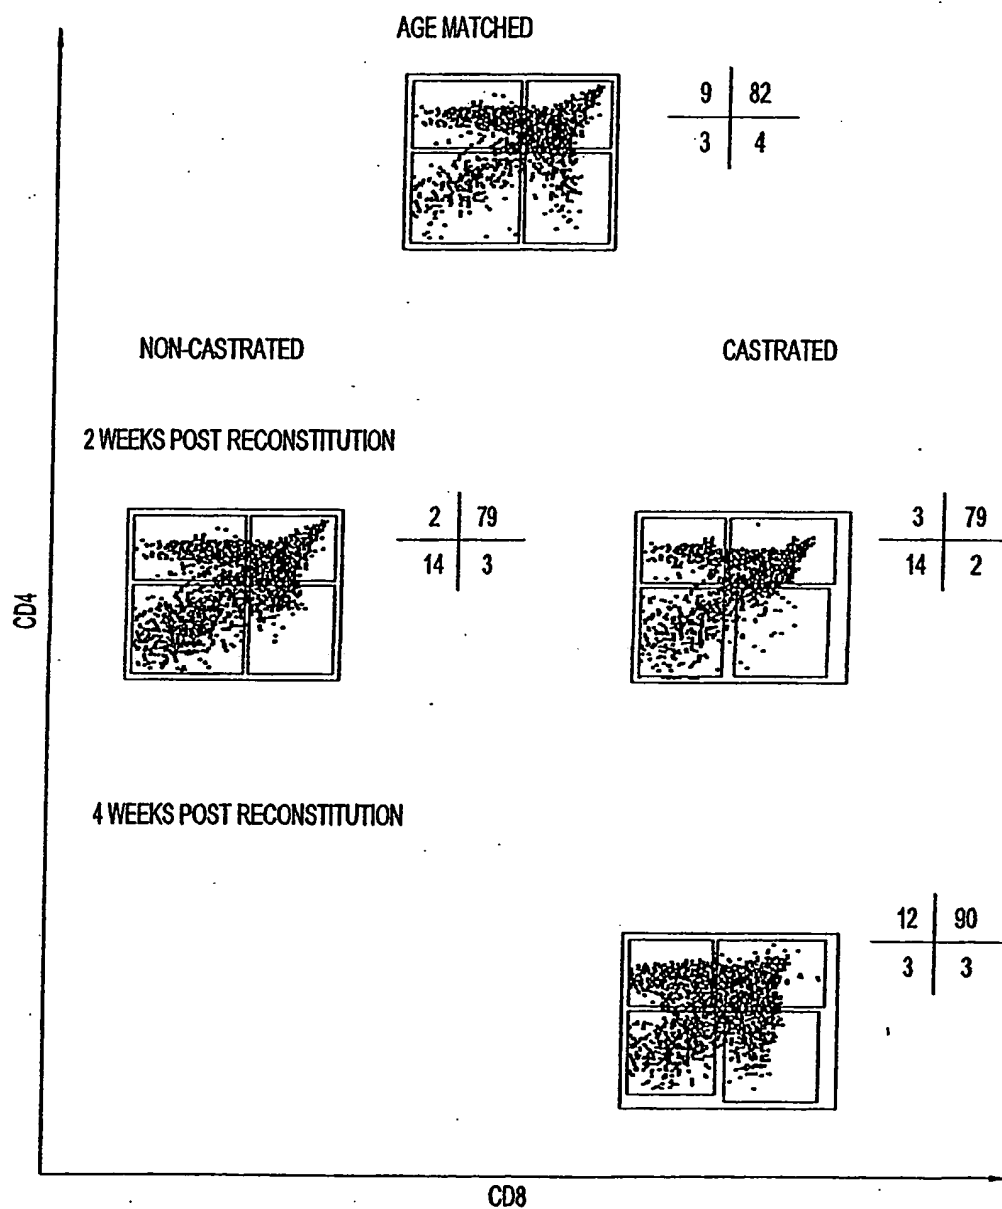 AGE MATCHED
9 82
3 4
NON-CASTRATED CASTRATED
2 WEEKS POST RECONSTITUTION
2 79
14 3
3 79
14 2
CD4
4 WEEKS POST RECONSTITUTION
12 90
3 3
CD8